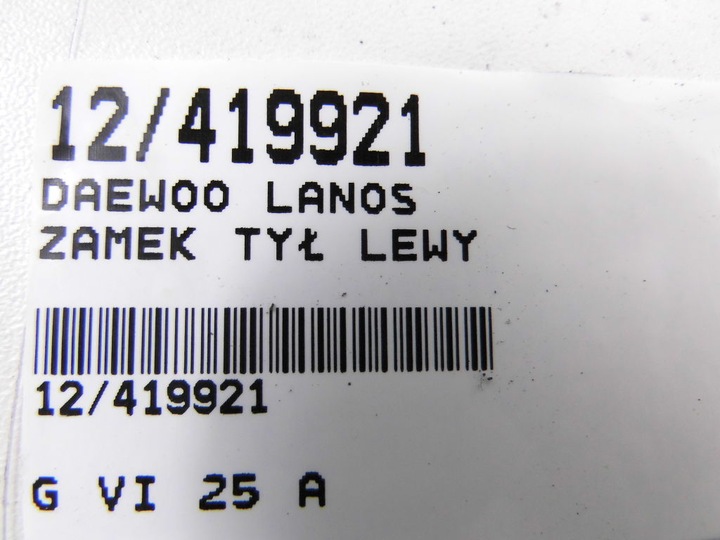 12/419921
DAEWOO LANOS
ZAMEK TYŁ LEWY
12/419921
G VI 25 A